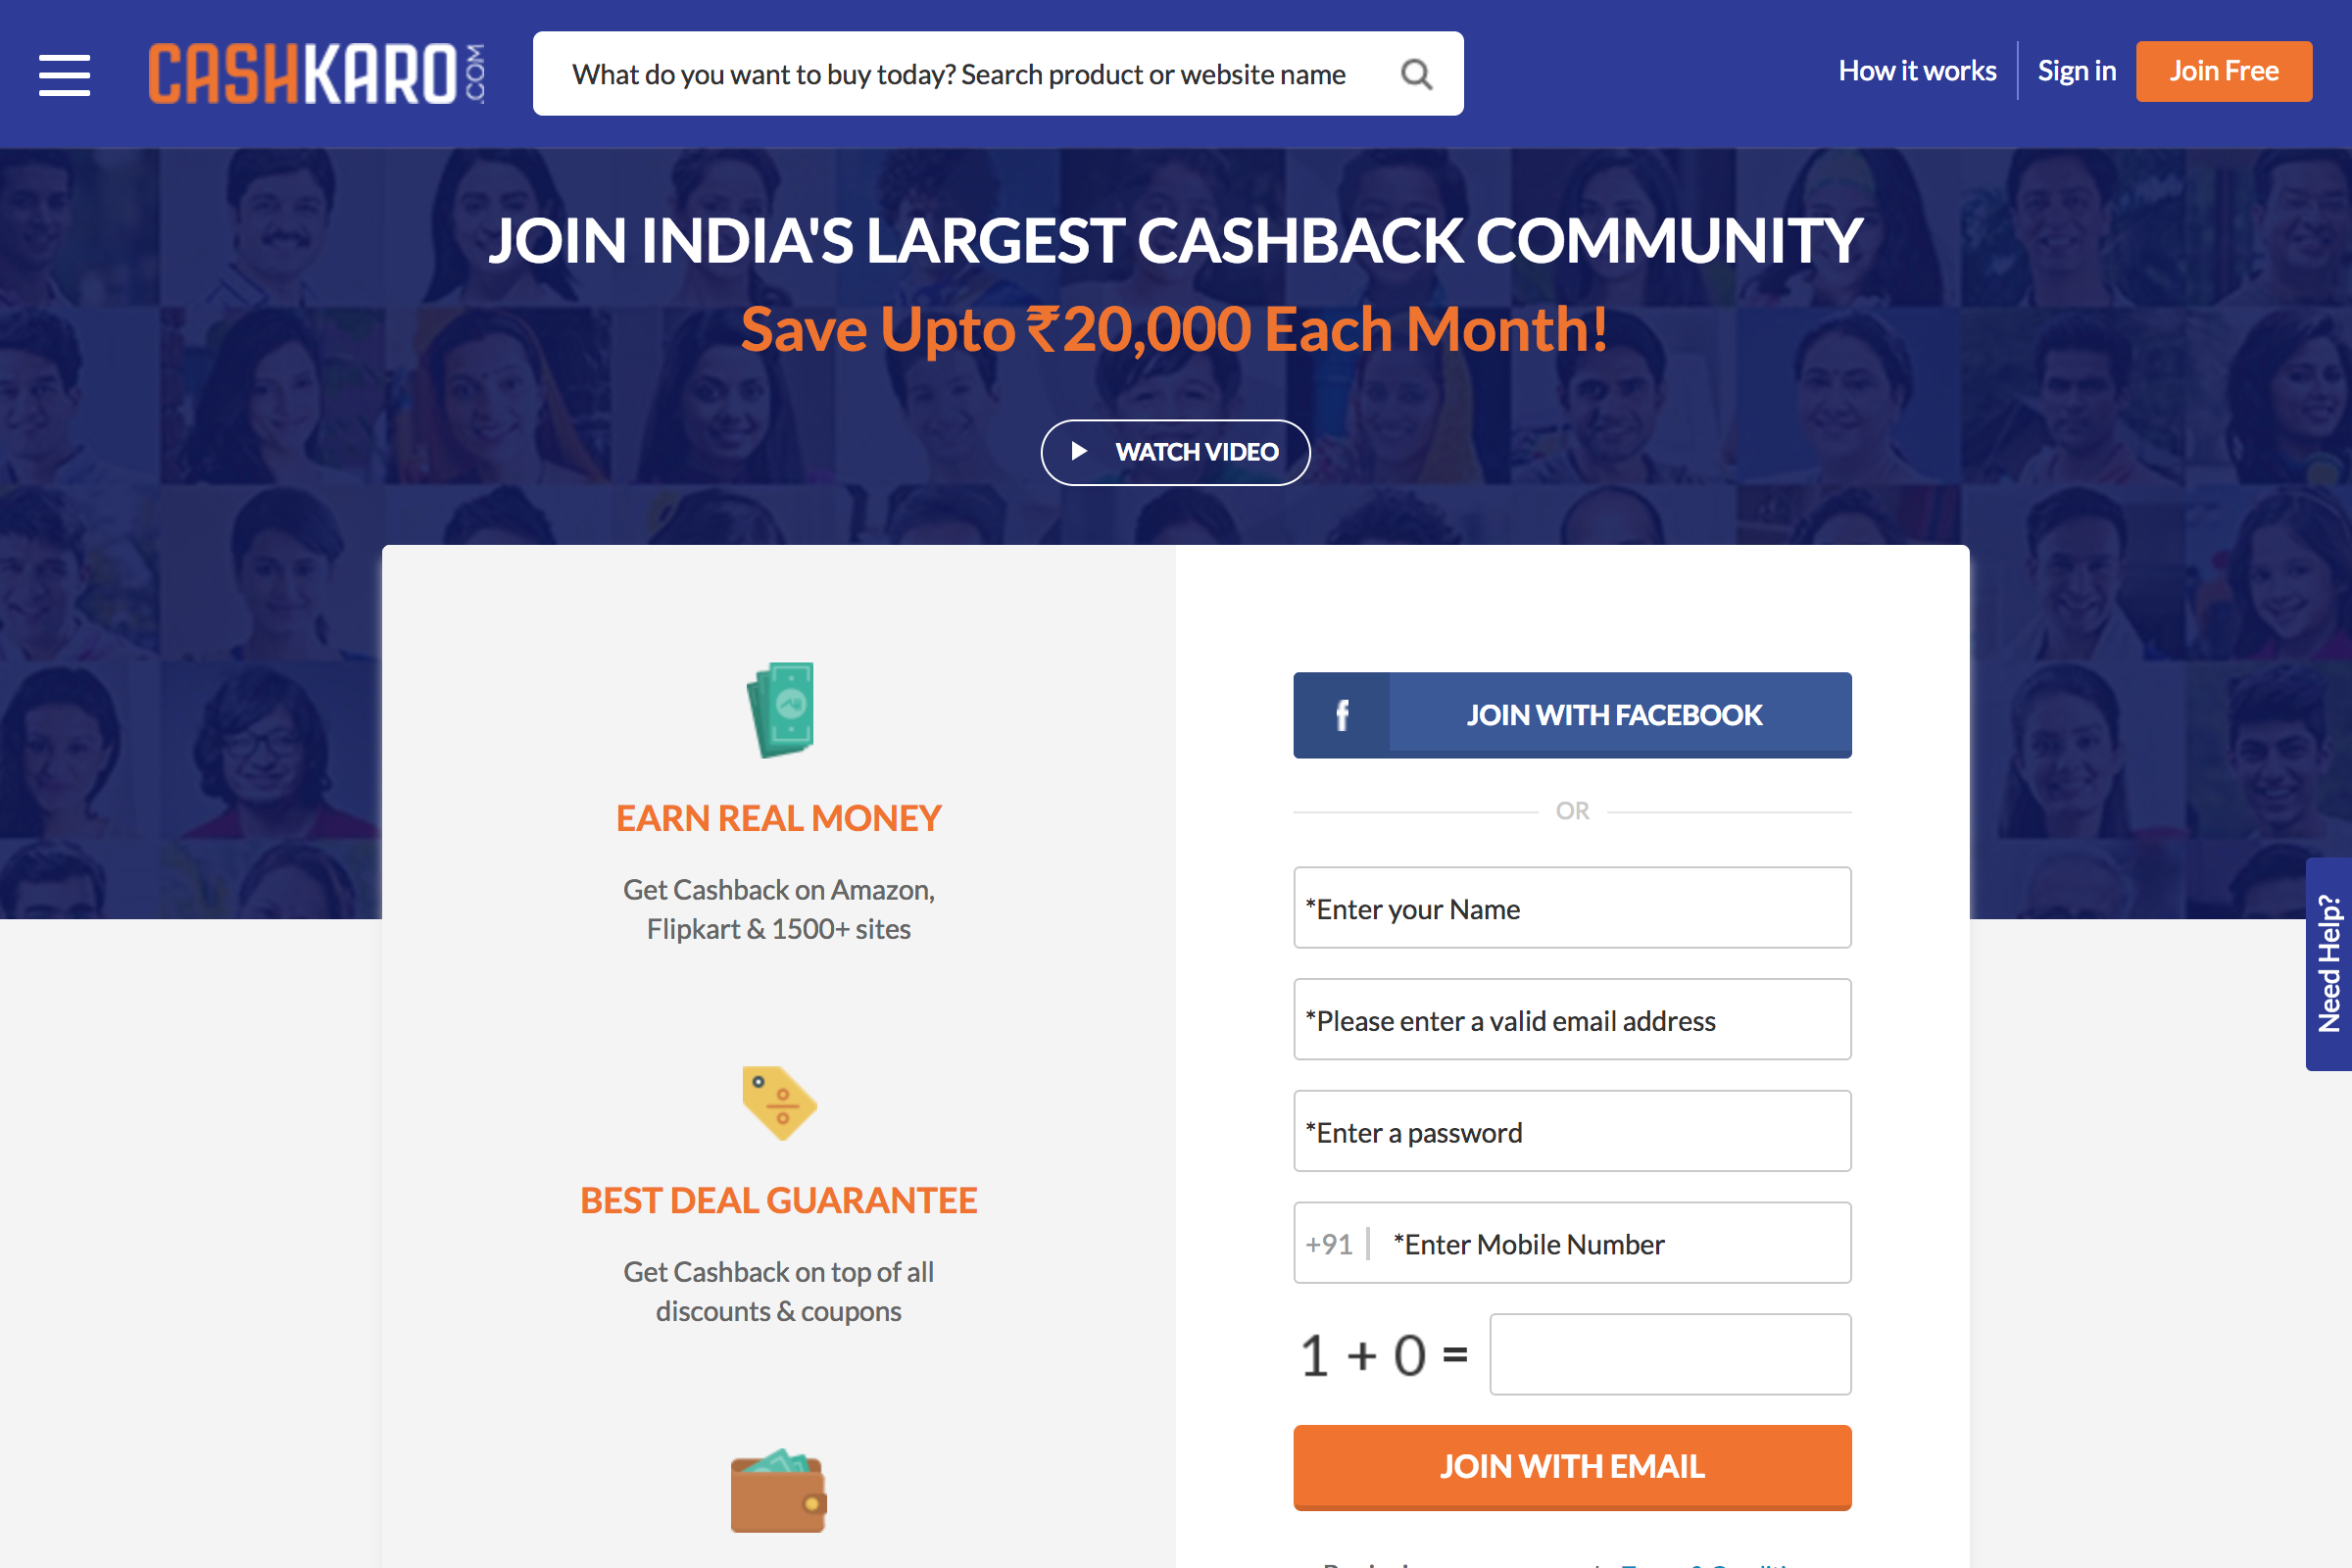 CASHKARO.COM
What do you want to buy today? Search product or website name
How it works
Sign in
Join Free
JOIN INDIA'S LARGEST CASHBACK COMMUNITY
Save Upto ₹20,000 Each Month!
WATCH VIDEO
EARN REAL MONEY
Get Cashback on Amazon,
Flipkart & 1500+ sites
BEST DEAL GUARANTEE
Get Cashback on top of all
discounts & coupons
f
JOIN WITH FACEBOOK
OR
*Enter your Name
*Please enter a valid email address
*Enter a password
+91
*Enter Mobile Number
1 + 0 =
JOIN WITH EMAIL
Need Help?